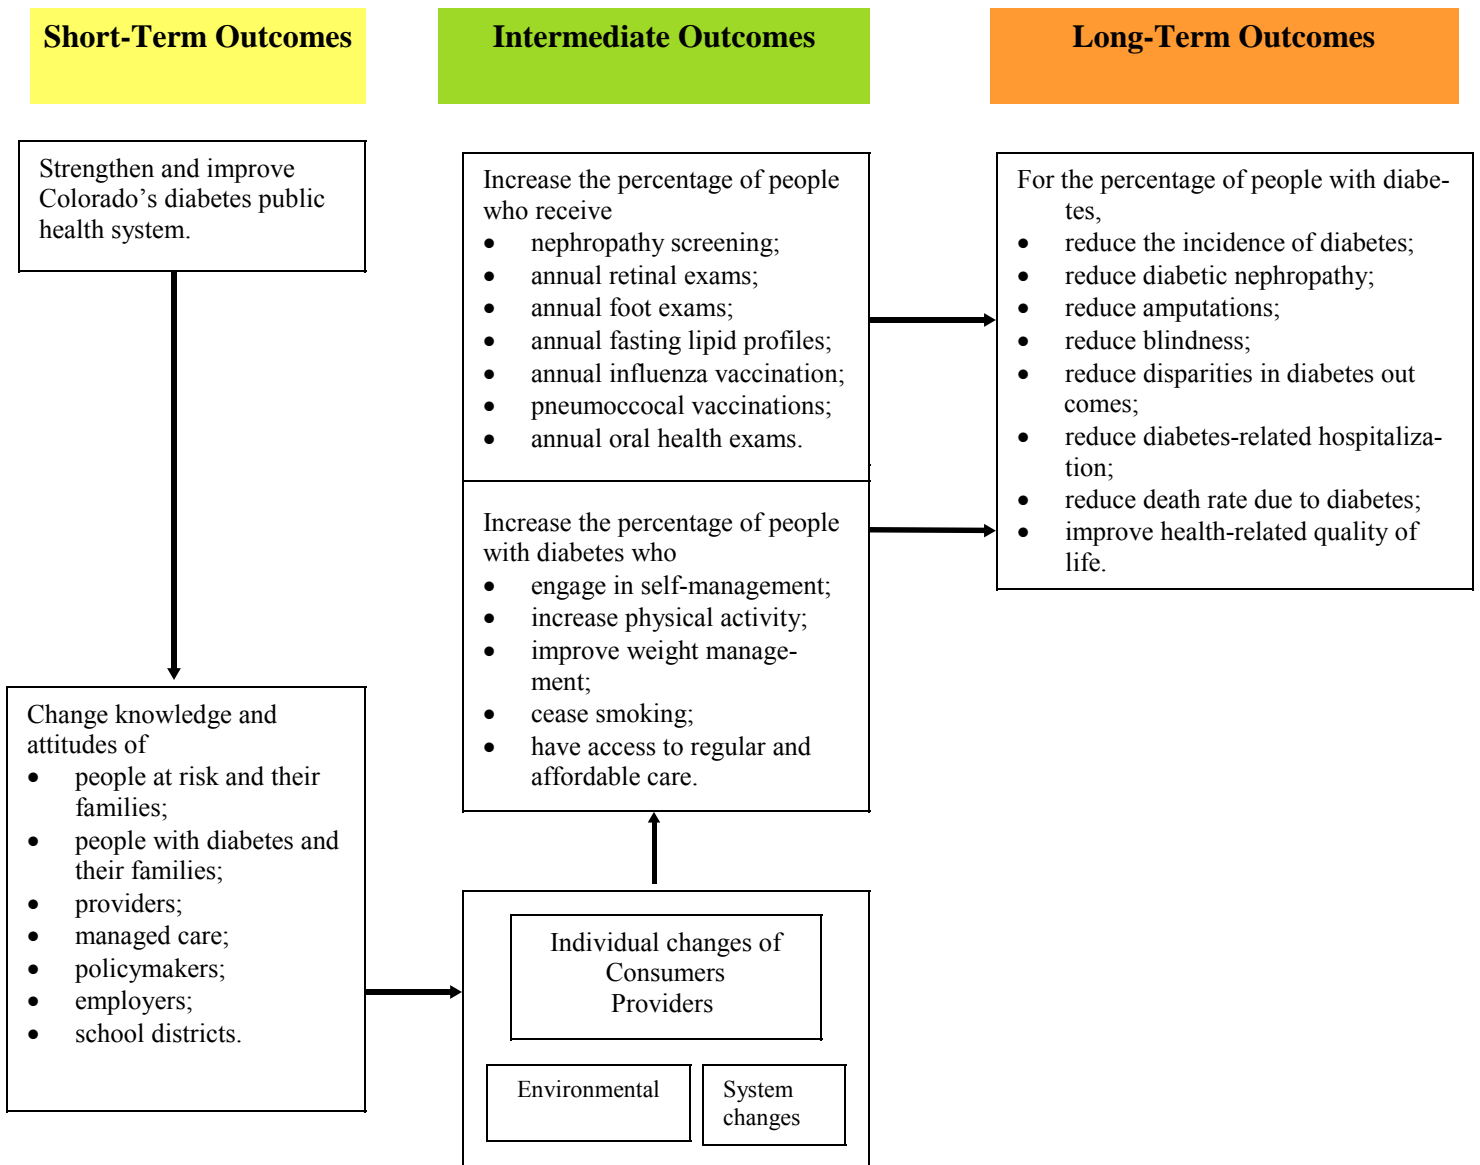 Short-Term Outcomes
Intermediate Outcomes
Long-Term Outcomes
Strengthen and improve
Colorado’s diabetes public
health system.
Change knowledge and
attitudes of
• people at risk and their
families;
• people with diabetes and
their families;
• providers;
• managed care;
• policymakers;
• employers;
• school districts.
Increase the percentage of people
who receive
• nephropathy screening;
• annual retinal exams;
• annual foot exams;
• annual fasting lipid profiles;
• annual influenza vaccination;
• pneumoccocal vaccinations;
• annual oral health exams.
Increase the percentage of people
with diabetes who
• engage in self-management;
• increase physical activity;
• improve weight manage-
ment;
• cease smoking;
• have access to regular and
affordable care.
Individual changes of
Consumers
Providers
Environmental
System
changes
For the percentage of people with diabe-
tes,
• reduce the incidence of diabetes;
• reduce diabetic nephropathy;
• reduce amputations;
• reduce blindness;
• reduce disparities in diabetes out
comes;
• reduce diabetes-related hospitaliza-
tion;
• reduce death rate due to diabetes;
• improve health-related quality of
life.